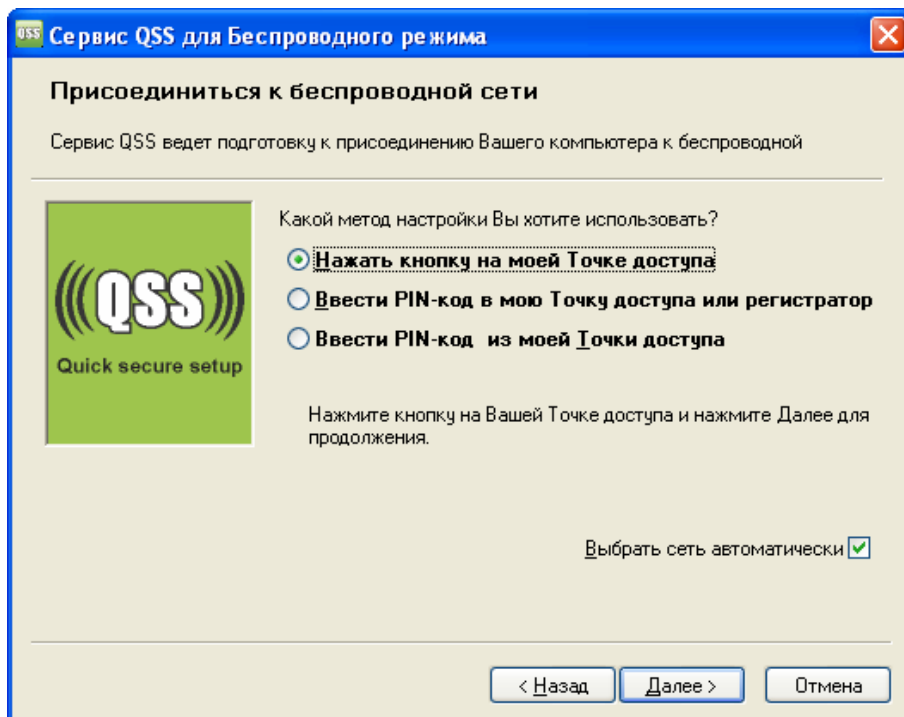 QSS Сервис QSS для Беспроводного режима
Присоединиться к беспроводной сети
Сервис QSS ведет подготовку к присоединению Вашего компьютера к беспроводной
QSS
Quick secure setup
Какой метод настройки Вы хотите использовать?
Нажать кнопку на моей Точке доступа
Ввести PIN-код в мою Точку доступа или регистратор
Ввести PIN-код из моей Точки доступа
Нажмите кнопку на Вашей Точке доступа и нажмите Далее для
продолжения.
Выбрать сеть автоматически
< Назад
Далее >
Отмена